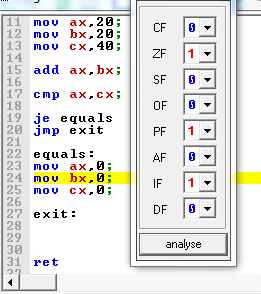 11 mov ax,20;
12 mov bx,20;
13 mov cx,40;
14
15 add ax,bx;
16
17 cmp ax,cx;
18
19 je equals
20 jmp exit
21
22 equals:
23 mov ax,0;
24 mov bx,0;
25 mov cx,0;
26
27 exit:
28
29
30
31 ret
32
CF 0
ZF 1
SF 0
OF 0
PF 1
AF 0
IF 1
DF 0
analyse